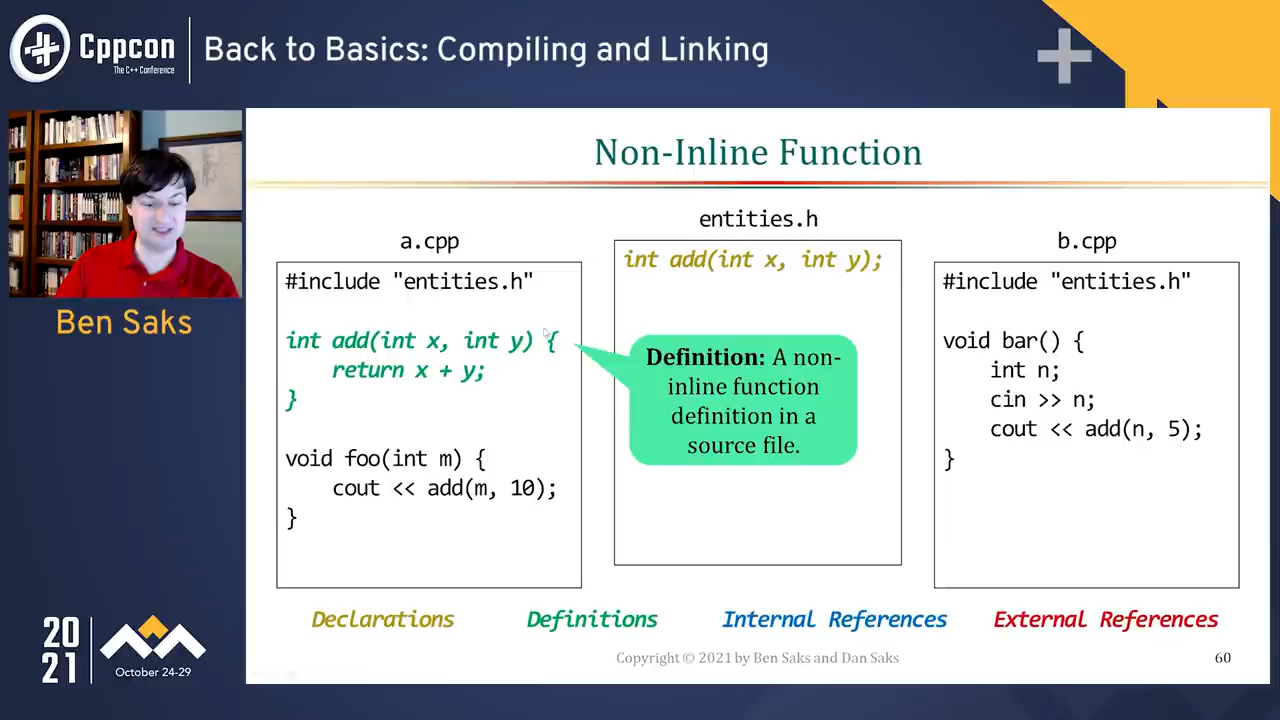 Cppcon
The C++ Conference
Back to Basics: Compiling and Linking
Ben Saks
20
21
October 24-29
Non-Inline Function
a.cpp
#include "entities.h"
int add(int x, int y) {
return x + y;
}
void foo(int m) {
cout << add(m, 10);
}
entities.h
int add(int x, int y);
Definition: A non-
inline function
definition in a
source file.
b.cpp
#include "entities.h"
void bar() {
int n;
cin >> n;
cout << add(n, 5);
}
Declarations
Definitions
Internal References
External References
Copyright © 2021 by Ben Saks and Dan Saks
60